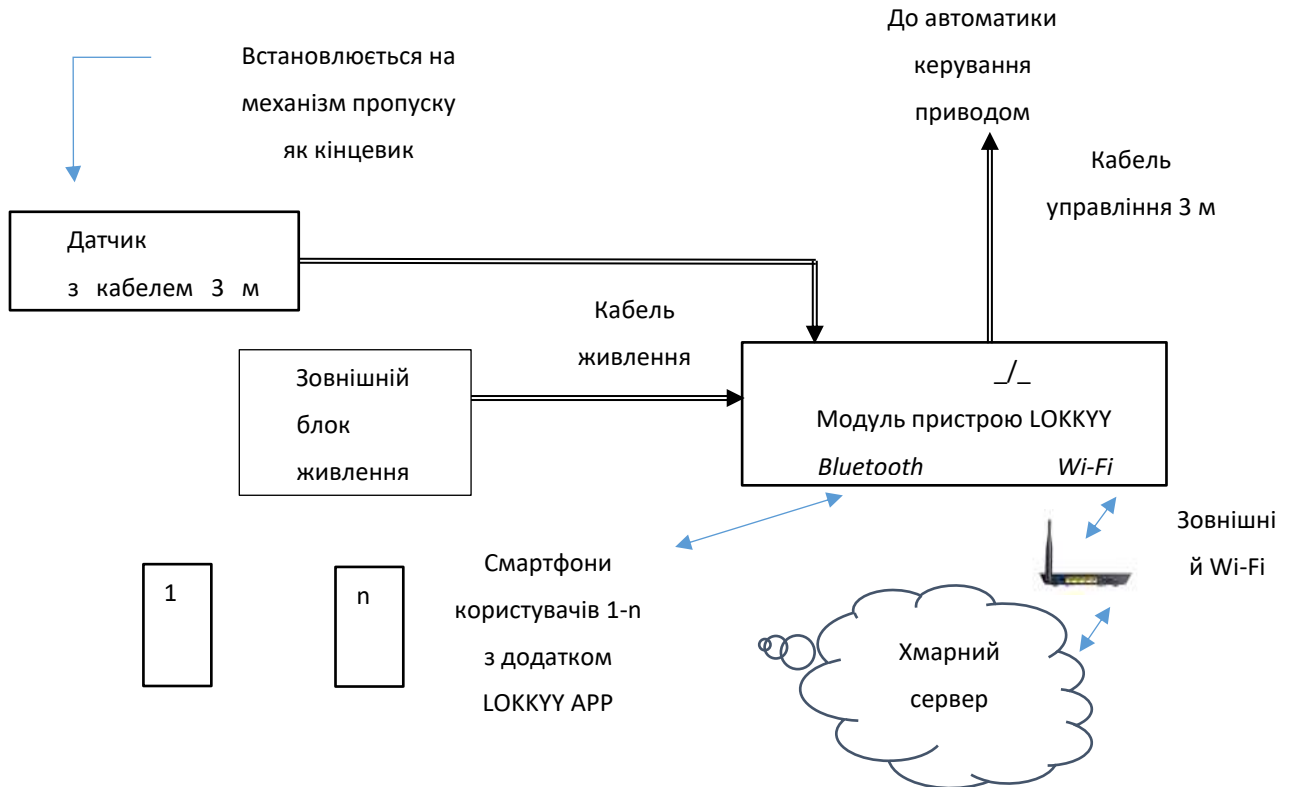 До автоматики
керування
приводом
Встановлюється на
механізм пропуску
як кінцевик
Кабель
управління 3 м
Датчик
з кабелем 3 м
Кабель
живлення
Зовнішній
блок
живлення
_/_
Модуль пристрою LOKKYY
Bluetooth Wi-Fi
Зовнішні
й Wi-Fi
1
n
Смартфони
користувачів 1-n
з додатком
LOKKYY APP
Хмарний
сервер